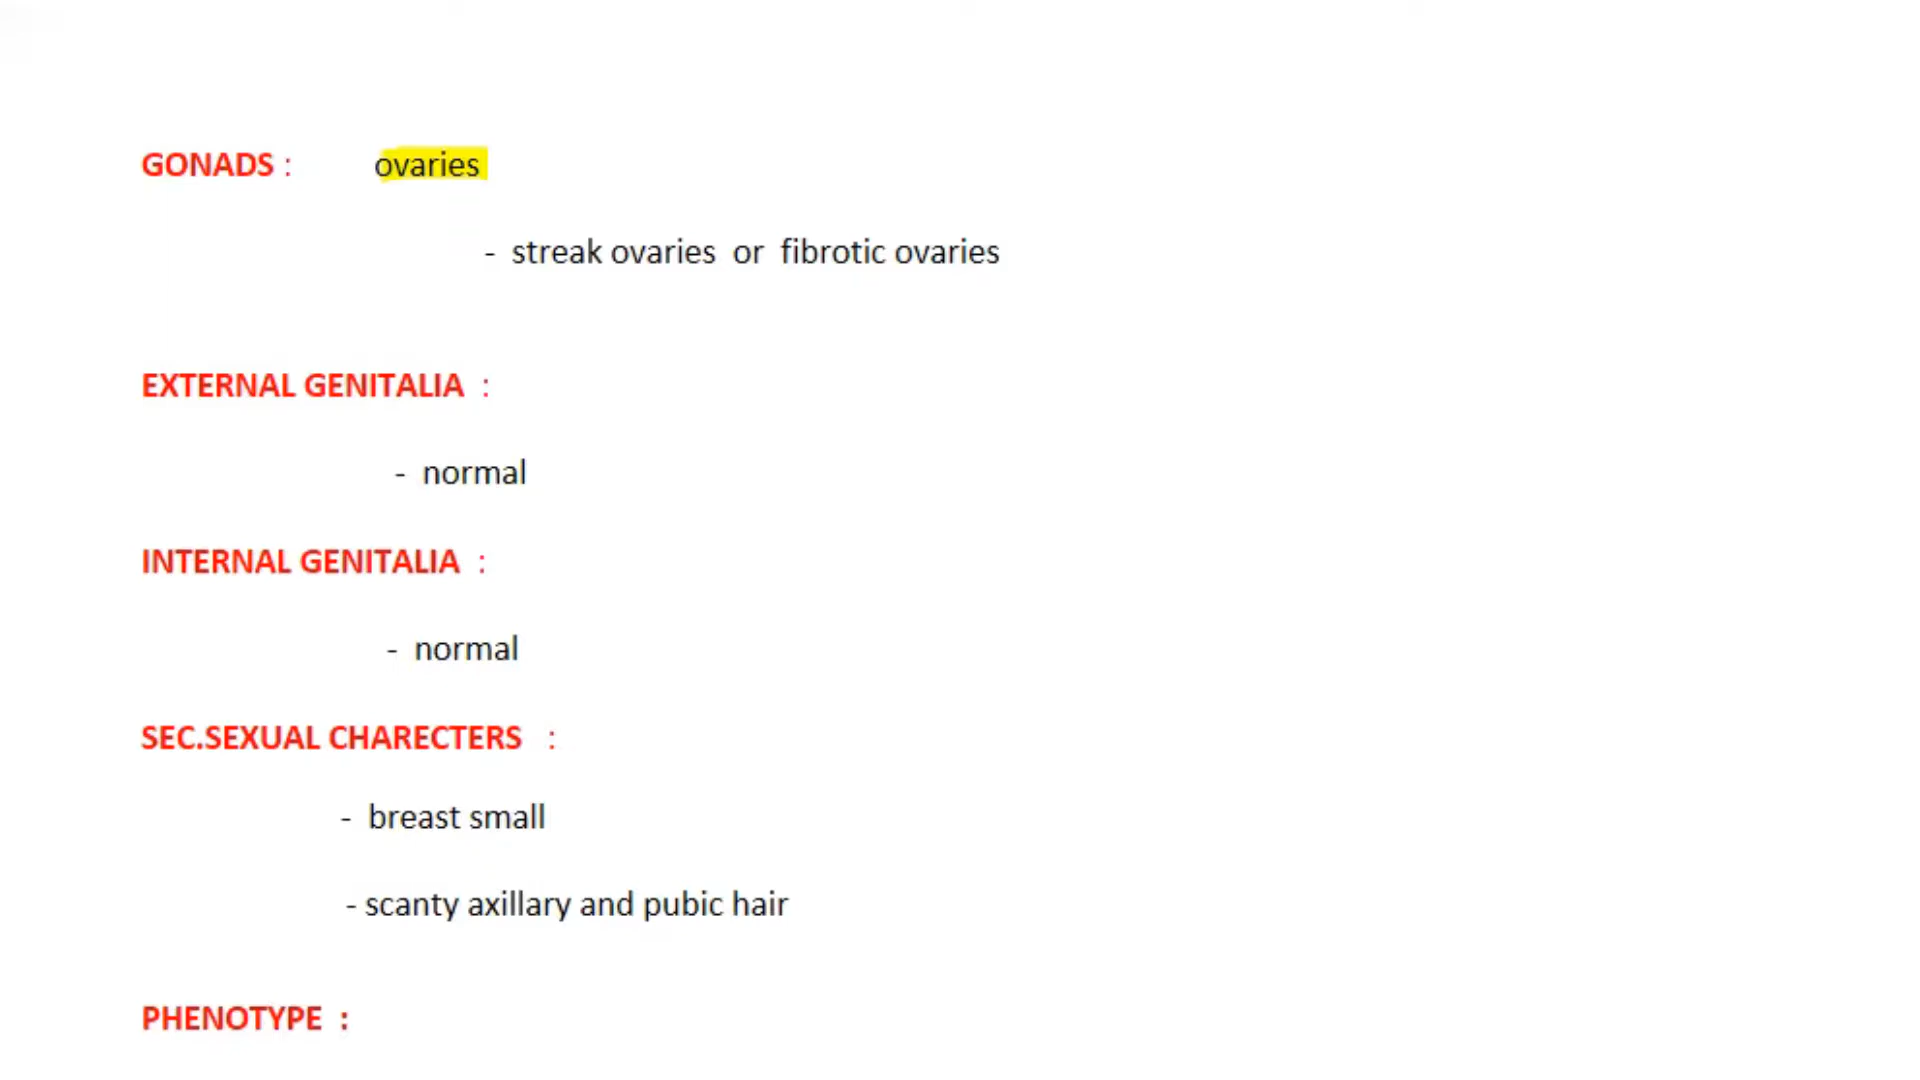 GONADS : ovaries
- streak ovaries or fibrotic ovaries
EXTERNAL GENITALIA :
- normal
INTERNAL GENITALIA :
- normal
SEC.SEXUAL CHARECTERS :
- breast small
- scanty axillary and pubic hair
PHENOTYPE :